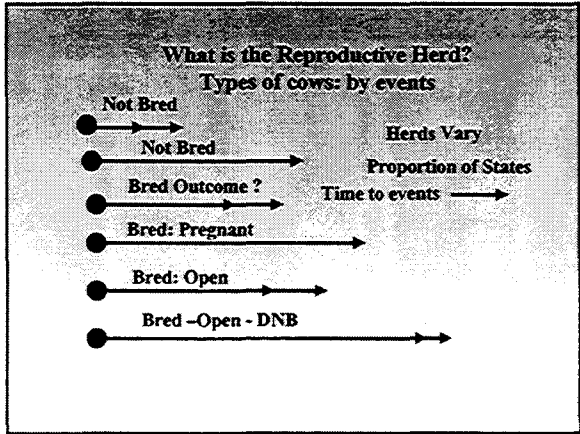 What is the Reproductive Herd?
Types of cows: by events
Not Bred
Not Bred
Bred Outcome ?
Bred: Pregnant
Bred: Open
Bred –Open - DNB
Herds Vary
Proportion of States
Time to events